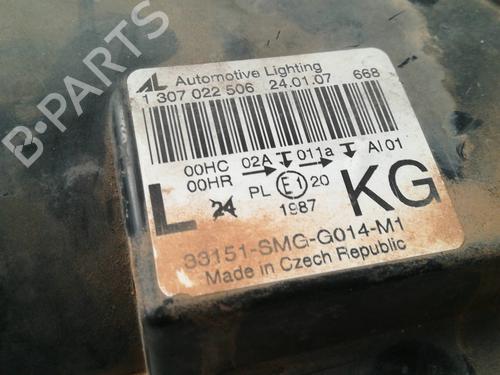 AL Automotive Lighting
1 307 022 506 24.01.07 668
00HC 02A 011a AI 01
00HR PL E1 20
L 24 1987 KG
33151-SMG-G014-M1
Made in Czech Republic
B-PARTS